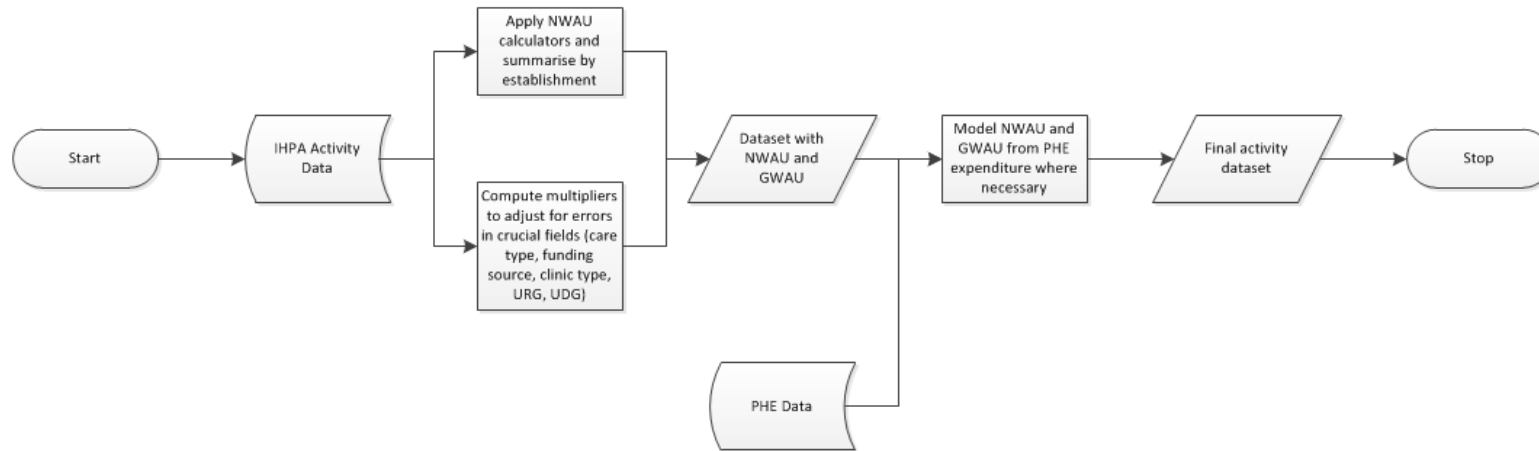 Start
IHPA Activity
Data
Apply NWAU
calculators and
summarise by
establishment
Compute multipliers
to adjust for errors
in crucial fields (care
type, funding
source, clinic type,
URG, UDG)
Dataset with
NWAU and
GWAU
PHE Data
Model NWAU and
GWAU from PHE
expenditure where
necessary
Final activity
dataset
Stop